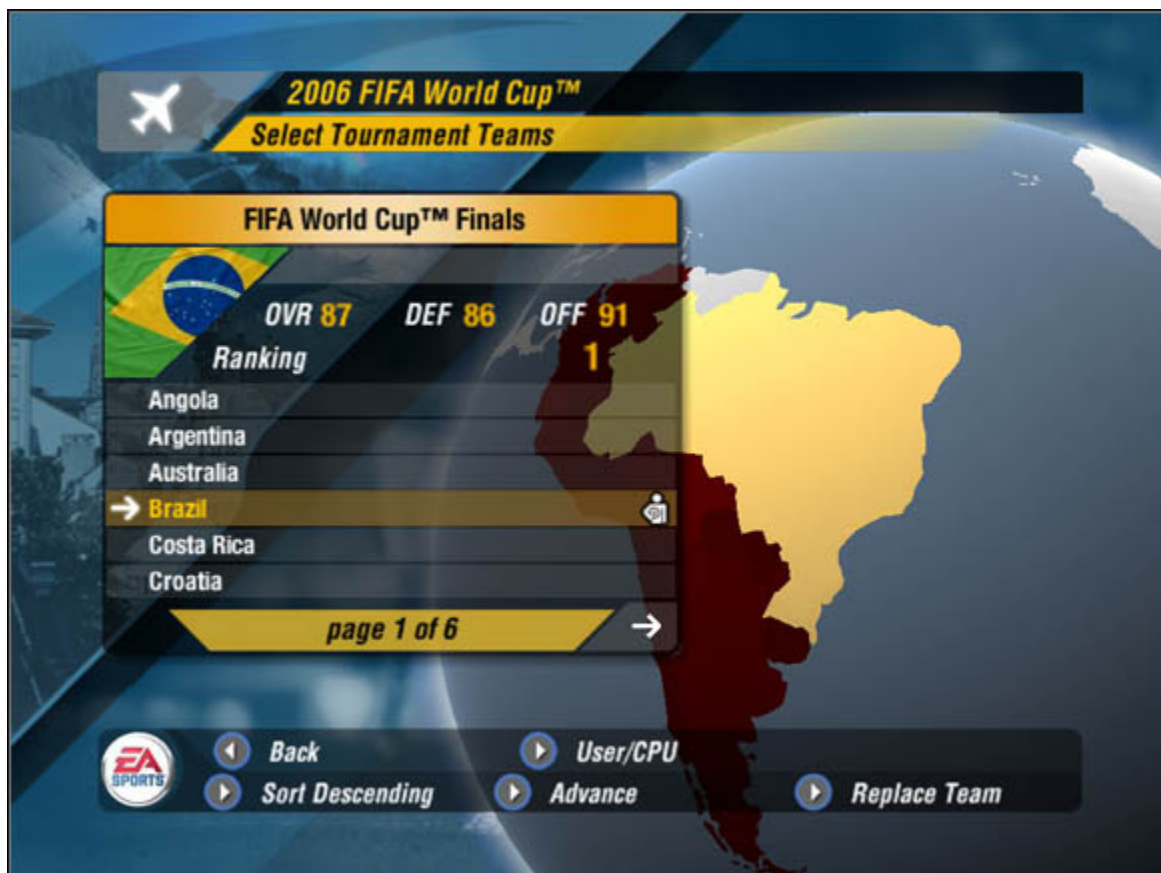 2006 FIFA World Cup™
Select Tournament Teams
FIFA World Cup™ Finals
OVR 87 DEF 86 OFF 91
Ranking 1
Angola
Argentina
Australia
Brazil
Costa Rica
Croatia
page 1 of 6
EA SPORTS
Back User/CPU
Sort Descending Advance Replace Team